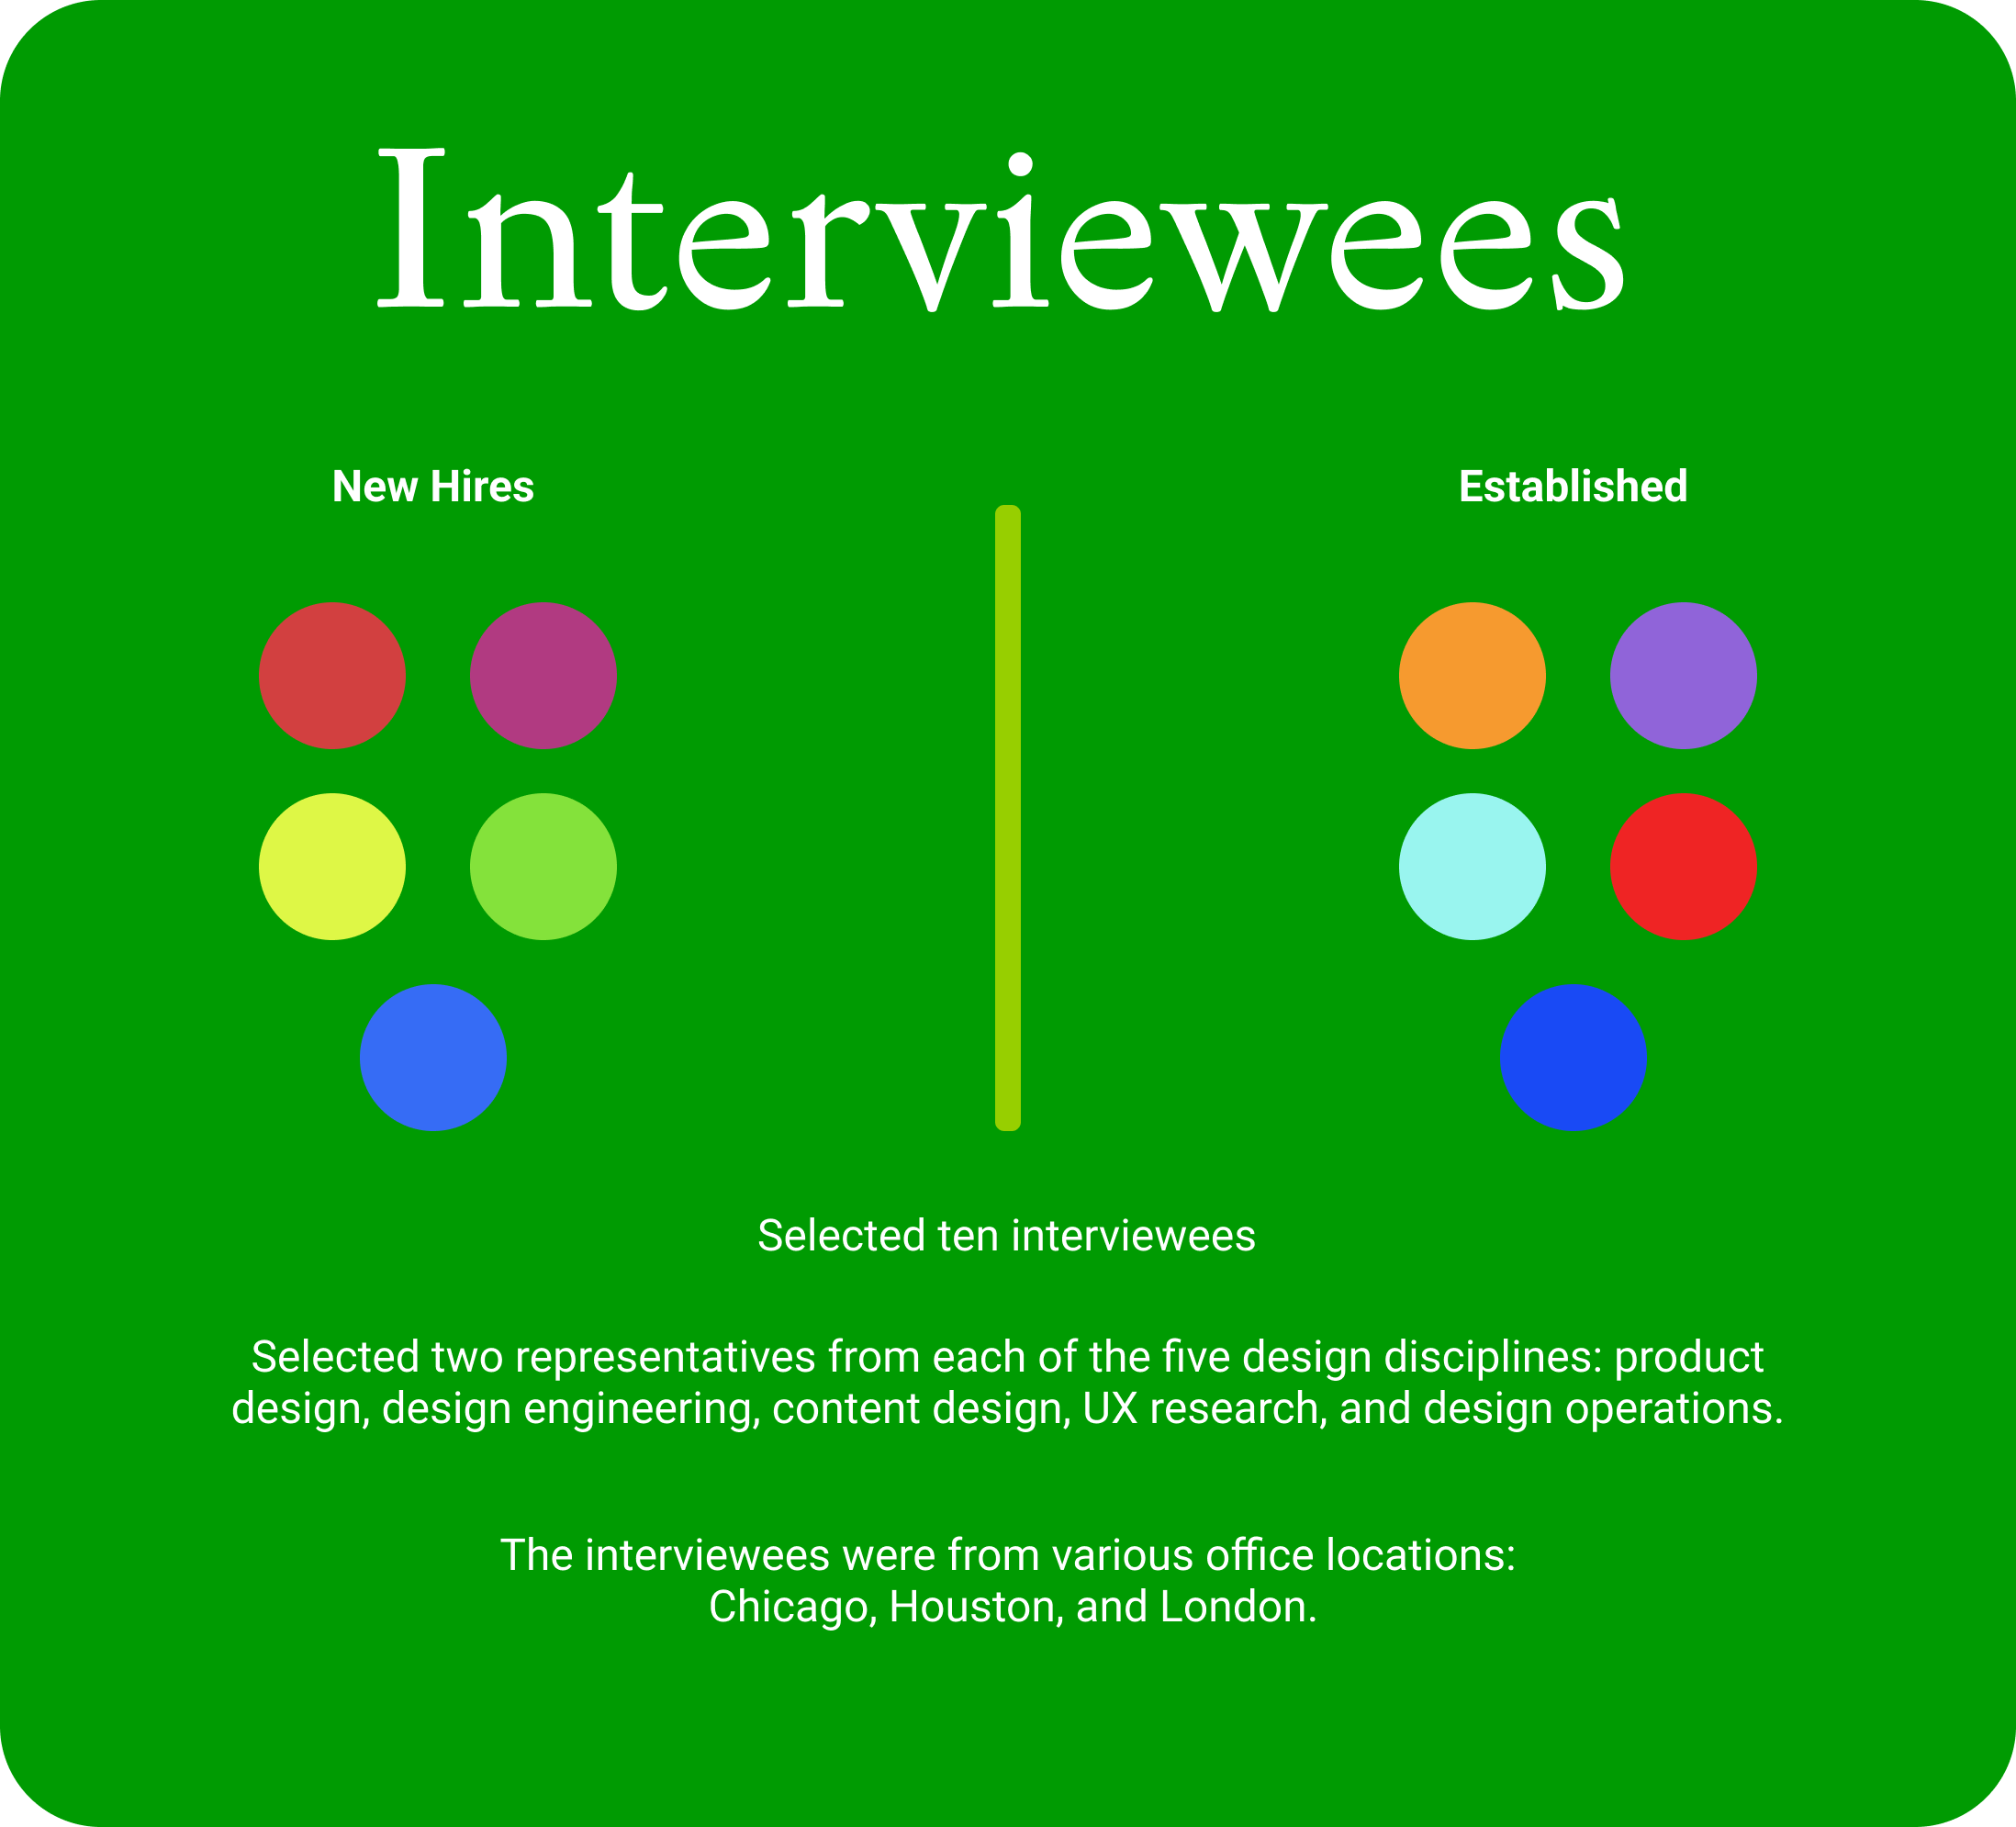 Interviewees
New Hires
Established
Selected ten interviewees
Selected two representatives from each of the five design disciplines: product
design, design engineering, content design, UX research, and design operations.
The interviewees were from various office locations:
Chicago, Houston, and London.